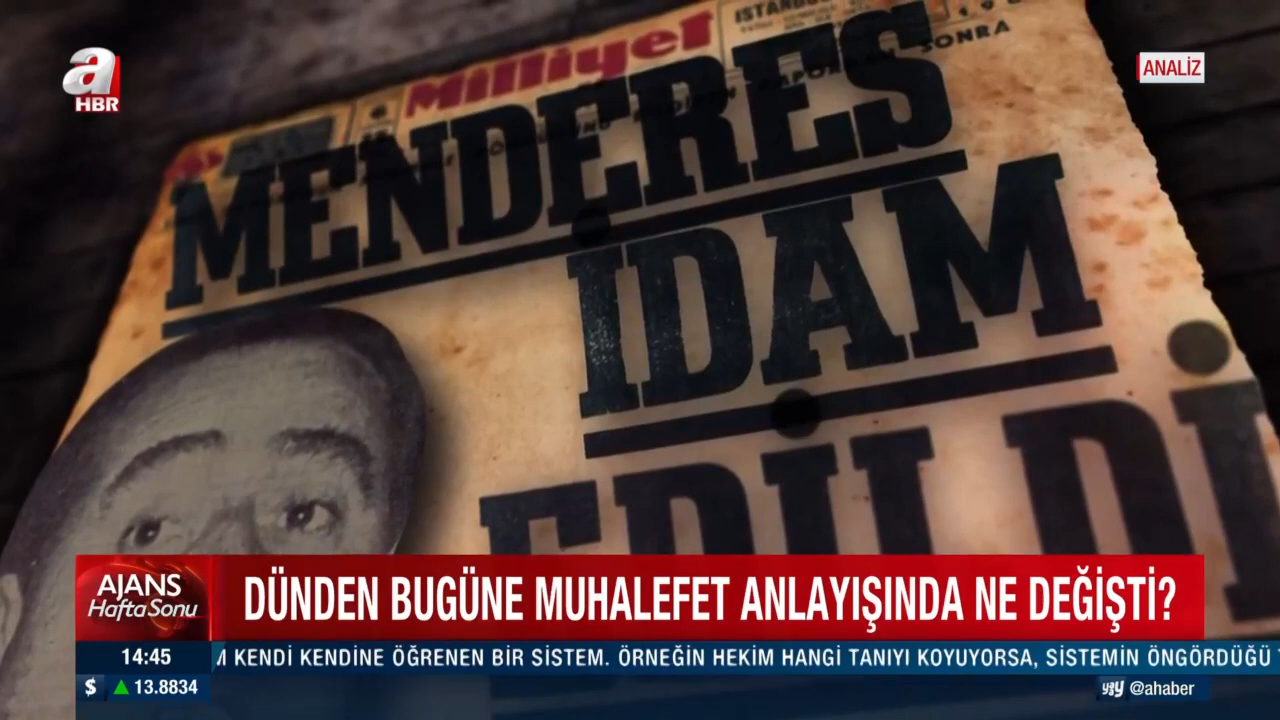 a
HBR
ANALİZ
Milliyet
İSTANBUL
SONRA
MENDERES
İDAM
EDİLDİ
AJANS
Hafta Sonu
DÜNDEN BUGÜNE MUHALEFET ANLAYIŞINDA NE DEĞİŞTİ?
14:45
M KENDİ KENDİNE ÖĞRENEN BİR SİSTEM. ÖRNEĞİN HEKİM HANGİ TANIYI KOYUYORSA, SİSTEMİN ÖNGÖRDÜĞÜ
$ ▲ 13.8834
@ahaber